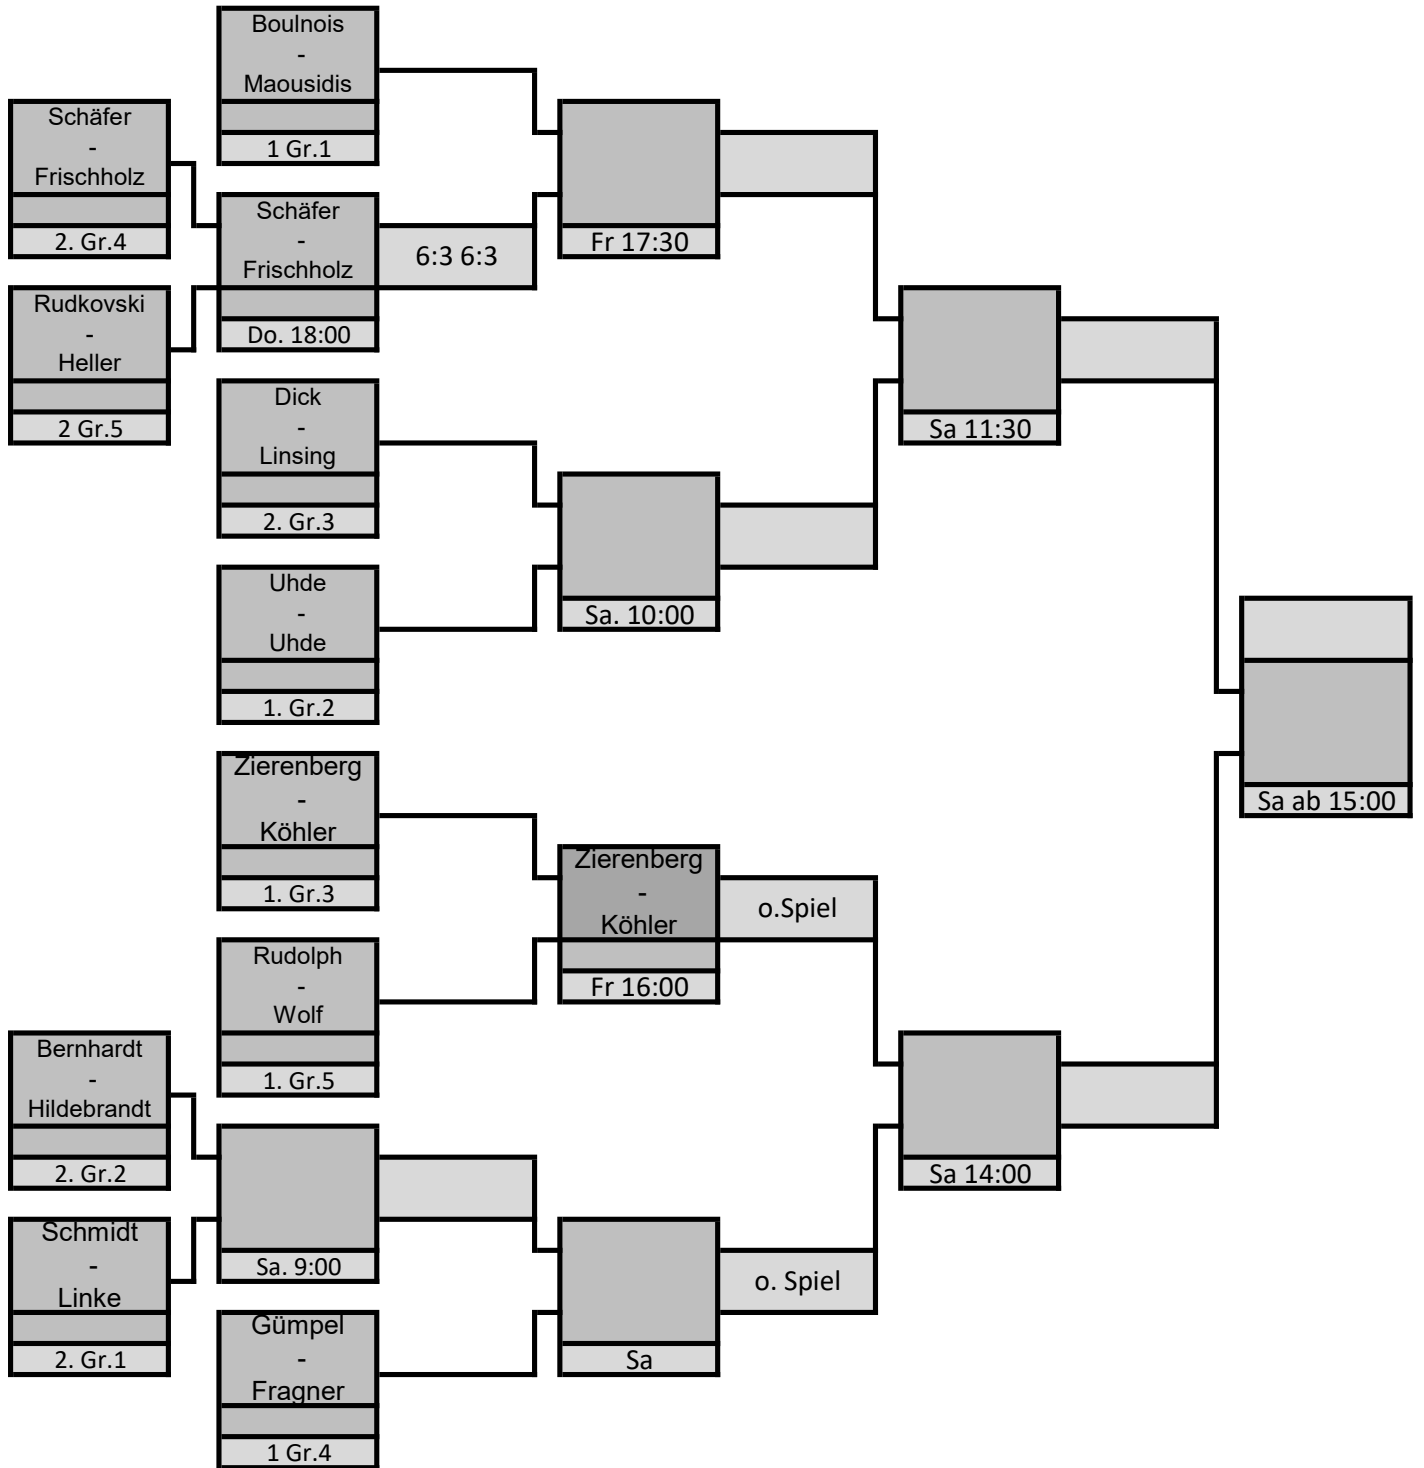 Boulnois
-
Maousidis
1 Gr.1
Schäfer
-
Frischholz
2. Gr.4
Schäfer
-
Frischholz
Do. 18:00
6:3 6:3
Fr 17:30
Rudkovski
-
Heller
2 Gr.5
Dick
-
Linsing
2. Gr.3
Sa 11:30
Uhde
-
Uhde
1. Gr.2
Sa. 10:00
Zierenberg
-
Köhler
1. Gr.3
Sa ab 15:00
Zierenberg
-
Köhler
Fr 16:00
o.Spiel
Rudolph
-
Wolf
1. Gr.5
Bernhardt
-
Hildebrandt
2. Gr.2
Sa 14:00
Schmidt
-
Linke
2. Gr.1
Sa. 9:00
o. Spiel
Sa
Gümpel
-
Fragner
1 Gr.4